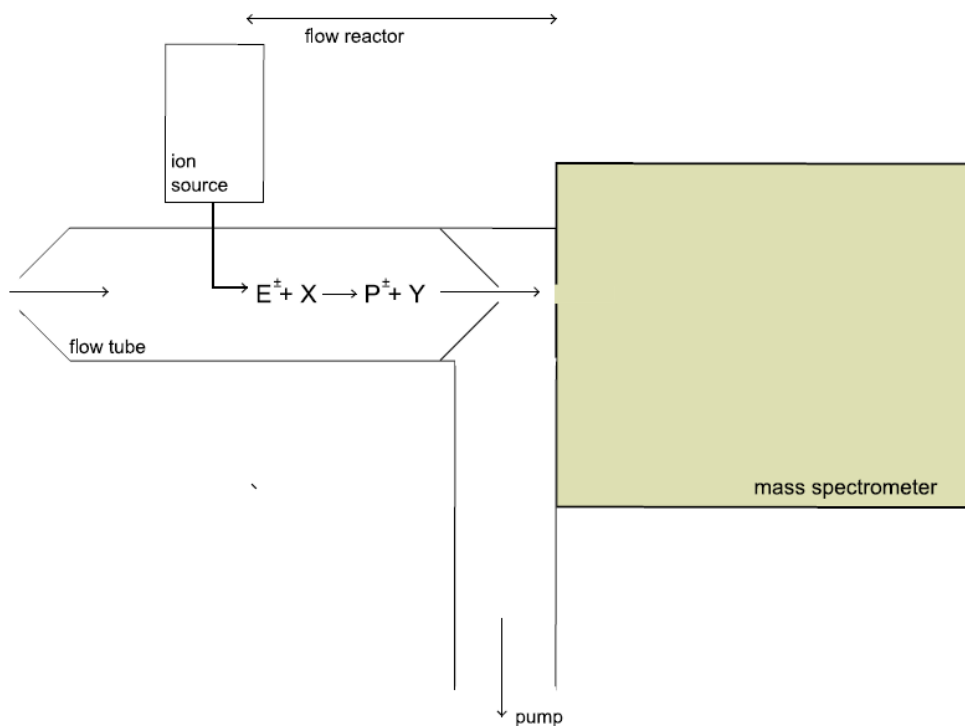 flow reactor
ion
source
E± + X → P± + Y
flow tube
mass spectrometer
pump